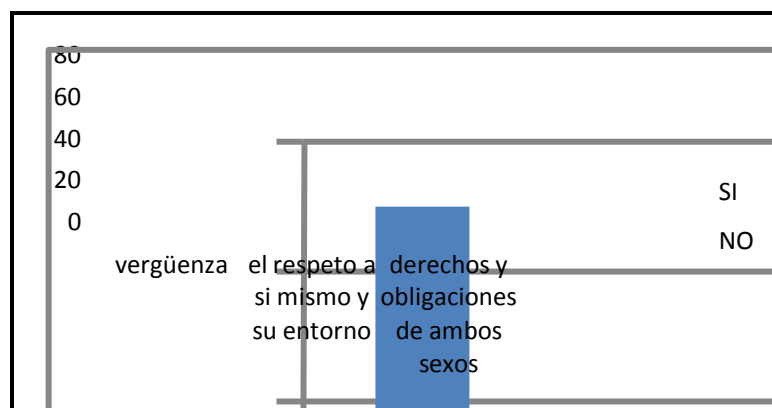 80
60
40
20
0
SI
NO
vergüenza el respeto a derechos y
si mismo y obligaciones
su entorno de ambos
sexos